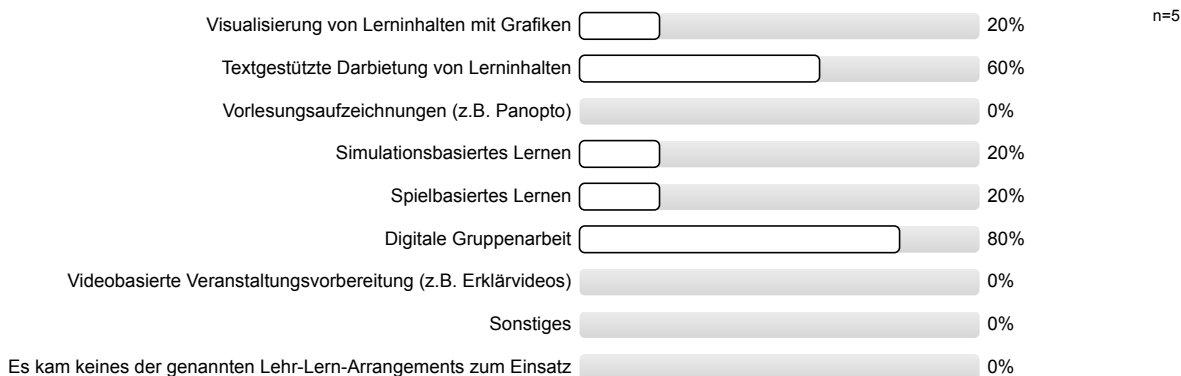 Visualisierung von Lerninhalten mit Grafiken 20% n=5
Textgestützte Darbietung von Lerninhalten 60%
Vorlesungsaufzeichnungen (z.B. Panopto) 0%
Simulationsbasiertes Lernen 20%
Spielbasiertes Lernen 20%
Digitale Gruppenarbeit 80%
Videobasierte Veranstaltungsvorbereitung (z.B. Erklärvideos) 0%
Sonstiges 0%
Es kam keines der genannten Lehr-Lern-Arrangements zum Einsatz 0%